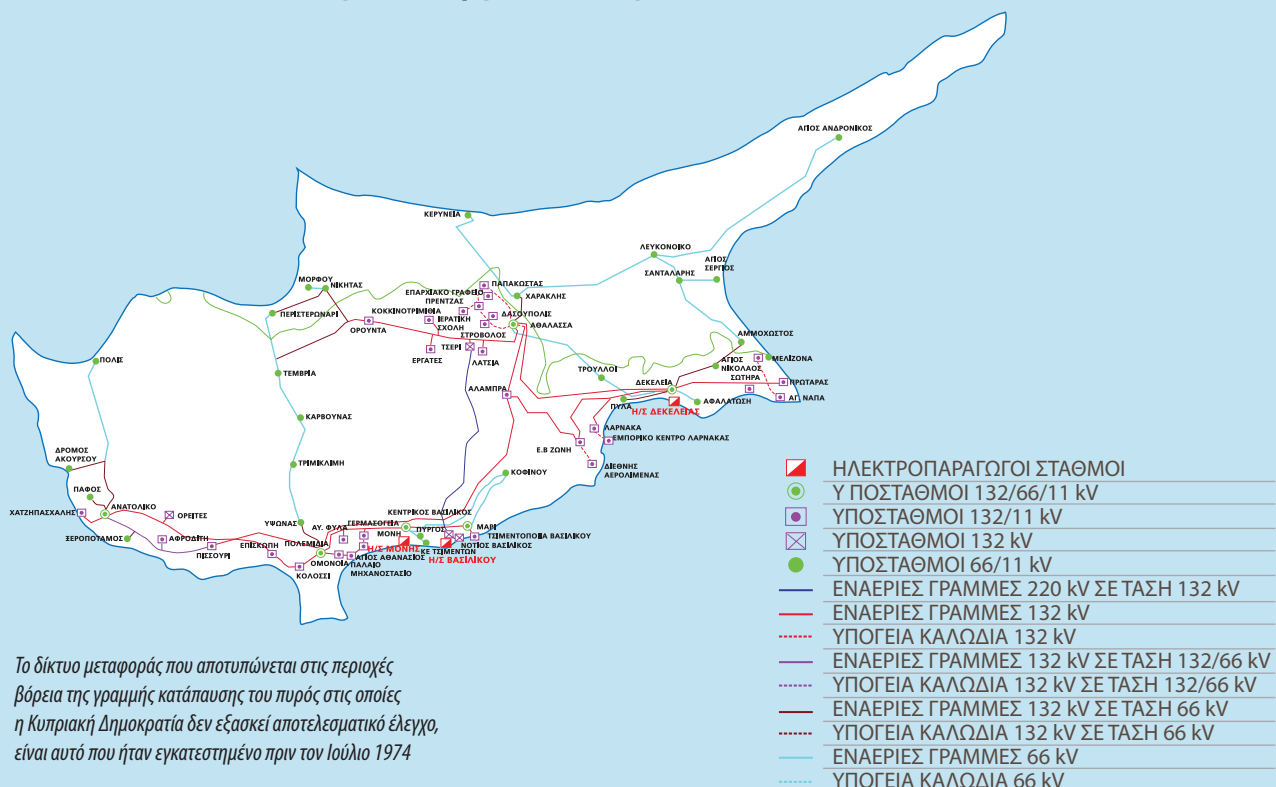 ΑΓΙΟΣ ΑΝΔΡΟΝΙΚΟΣ
ΚΕΡΥΝΕΙΑ
ΛΕΥΚΟΝΟΙΚΟ
ΑΓΙΟΣ
ΣΕΡΓΙΟΣ
ΣΑΝΤΑΛΑΡΗΣ
ΜΟΡΦΟΥ
ΝΙΚΗΤΑΣ
ΠΑΠΑΚΩΣΤΑΣ
ΕΠΑΡΧΙΑΚΟ ΓΡΑΦΕΙΟ
ΠΡΕΝΤΖΑΣ
ΧΑΡΑΚΛΗΣ
ΠΕΡΙΣΤΕΡΩΝΑΡΙ
ΚΟΚΚΙΝΟΤΡΙΜΙΘΙΑ
ΟΡΟΥΝΤΑ
ΙΕΡΑΤΙΚΗ
ΣΧΟΛΗ
ΔΑΣΟΥΠΟΛΙΣ
ΑΘΑΛΑΣΣΑ
ΣΤΡΟΒΟΛΟΣ
ΤΣΕΡΙ
ΛΑΤΣΙΑ
ΕΡΓΑΤΕΣ
ΑΜΜΟΧΩΣΤΟΣ
ΜΕΛΙΖΟΝΑ
ΑΓΙΟΣ
ΝΙΚΟΛΑΟΣ
ΣΩΤΗΡΑ
ΠΡΩΤΑΡΑΣ
ΑΓ. ΝΑΠΑ
ΠΟΛΙΣ
ΤΕΜΒΡΙΑ
ΤΡΟΥΛΛΟΙ
ΔΕΚΕΛΕΙΑ
ΑΦΑΛΑΤΩΣΗ
ΠΥΛΑ
Η/Σ ΔΕΚΕΛΕΙΑΣ
ΑΛΑΜΠΡΑ
ΚΑΡΒΟΥΝΑΣ
ΛΑΡΝΑΚΑ
ΕΜΠΟΡΙΚΟ ΚΕΝΤΡΟ ΛΑΡΝΑΚΑΣ
Ε.Β ΖΩΝΗ
ΔΙΕΘΝΗΣ
ΑΕΡΟΛΙΜΕΝΑΣ
ΔΡΟΜΟΣ
ΑΚΟΥΡΣΟΥ
ΤΡΙΜΙΚΛΙΜΗ
ΚΟΦΙΝΟΥ
ΠΑΦΟΣ
ΑΝΑΤΟΛΙΚΟ
ΧΑΤΖΗΠΑΣΧΑΛΗΣ
ΟΡΕΙΤΕΣ
ΞΕΡΟΠΟΤΑΜΟΣ
ΑΦΡΟΔΙΤΗ
ΠΙΣΣΟΥΡΙ
ΕΠΙΣΚΟΠΗ
ΚΟΛΟΣΣΙ
ΥΨΩΝΑΣ
ΠΟΛΕΜΙΔΙΑ
ΟΜΟΝΟΙΑ
ΑΥ. ΦΥΛΑ
ΓΕΡΜΑΣΟΓΕΙΑ
ΜΟΝΗ
ΚΕΝΤΡΙΚΟΣ ΒΑΣΙΛΙΚΟΣ
ΠΥΡΓΟΣ
ΜΑΡΙ
ΤΣΙΜΕΝΤΟΠΟΙΙΑ ΒΑΣΙΛΙΚΟΥ
ΝΟΤΙΟΣ ΒΑΣΙΛΙΚΟΣ
Η/Σ ΜΟΝΗΣ
ΚΕ ΤΣΙΜΕΝΤΩΝ
Η/Σ ΒΑΣΙΛΙΚΟΥ
ΑΓΙΟΣ ΑΘΑΝΑΣΙΟΣ
ΠΑΛΑΙΟ
ΜΗΧΑΝΟΣΤΑΣΙΟ
ΗΛΕΚΤΡΟΠΑΡΑΓΩΓΟΙ ΣΤΑΘΜΟΙ
Υ ΠΟΣΤΑΘΜΟΙ 132/66/11 kV
ΥΠΟΣΤΑΘΜΟΙ 132/11 kV
ΥΠΟΣΤΑΘΜΟΙ 132 kV
ΥΠΟΣΤΑΘΜΟΙ 66/11 kV
ΕΝΑΕΡΙΕΣ ΓΡΑΜΜΕΣ 220 kV ΣΕ ΤΑΣΗ 132 kV
ΕΝΑΕΡΙΕΣ ΓΡΑΜΜΕΣ 132 kV
ΥΠΟΓΕΙΑ ΚΑΛΩΔΙΑ 132 kV
ΕΝΑΕΡΙΕΣ ΓΡΑΜΜΕΣ 132 kV ΣΕ ΤΑΣΗ 132/66 kV
ΥΠΟΓΕΙΑ ΚΑΛΩΔΙΑ 132 kV ΣΕ ΤΑΣΗ 132/66 kV
ΕΝΑΕΡΙΕΣ ΓΡΑΜΜΕΣ 132 kV ΣΕ ΤΑΣΗ 66 kV
ΥΠΟΓΕΙΑ ΚΑΛΩΔΙΑ 132 kV ΣΕ ΤΑΣΗ 66 kV
ΕΝΑΕΡΙΕΣ ΓΡΑΜΜΕΣ 66 kV
ΥΠΟΓΕΙΑ ΚΑΛΩΔΙΑ 66 kV
Το δίκτυο μεταφοράς που αποτυπώνεται στις περιοχές
βόρεια της γραμμής κατάπαυσης του πυρός στις οποίες
η Κυπριακή Δημοκρατία δεν εξασκεί αποτελεσματικό έλεγχο,
είναι αυτό που ήταν εγκατεστημένο πριν τον Ιούλιο 1974